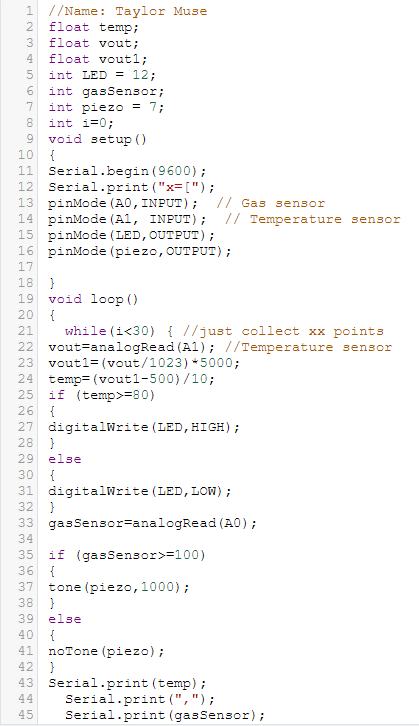 1 //Name: Taylor Muse
2 float temp;
3 float vout;
4 float vout1;
5 int LED = 12;
6 int gasSensor;
7 int piezo = 7;
8 int i=0;
9 void setup()
10 {
11 Serial.begin(9600);
12 Serial.print("x=[");
13 pinMode(A0,INPUT);  // Gas sensor
14 pinMode(A1, INPUT);  // Temperature sensor
15 pinMode(LED,OUTPUT);
16 pinMode(piezo,OUTPUT);
17
18 }
19 void loop()
20 {
21   while(i<30) { //just collect xx points
22 vout=analogRead(A1); //Temperature sensor
23 vout1=(vout/1023)*5000;
24 temp=(vout1-500)/10;
25 if (temp>=80)
26 {
27 digitalWrite(LED,HIGH);
28 }
29 else
30 {
31 digitalWrite(LED,LOW);
32 }
33 gasSensor=analogRead(A0);
34
35 if (gasSensor>=100)
36 {
37 tone(piezo,1000);
38 }
39 else
40 {
41 noTone(piezo);
42 }
43 Serial.print(temp);
44   Serial.print(",");
45   Serial.print(gasSensor);